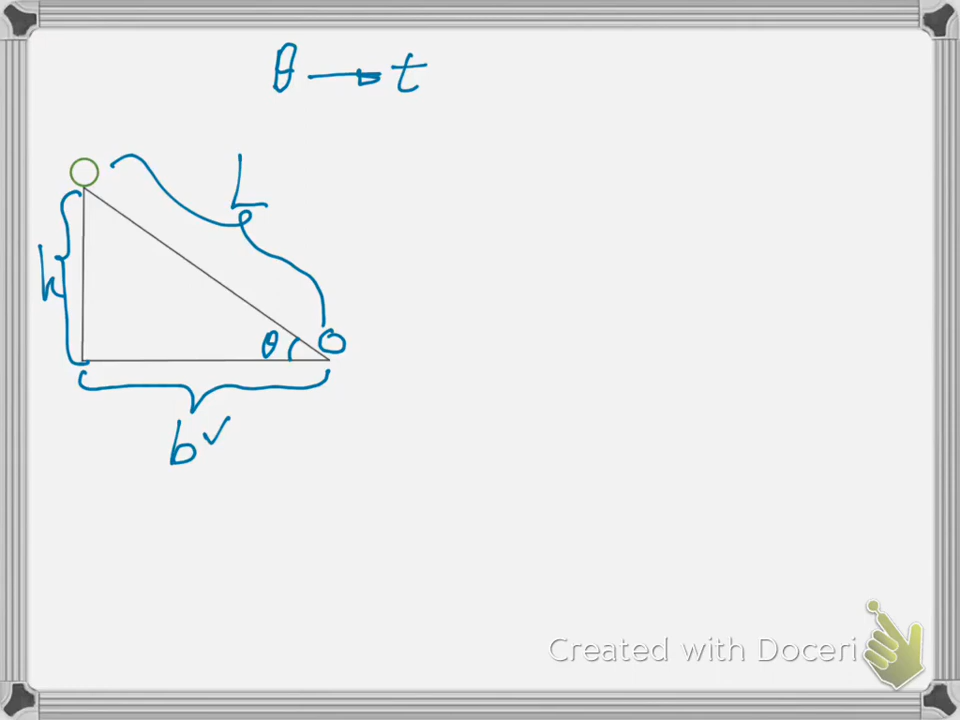 θ → t
L
h
θ
b ✓
Created with Doceri